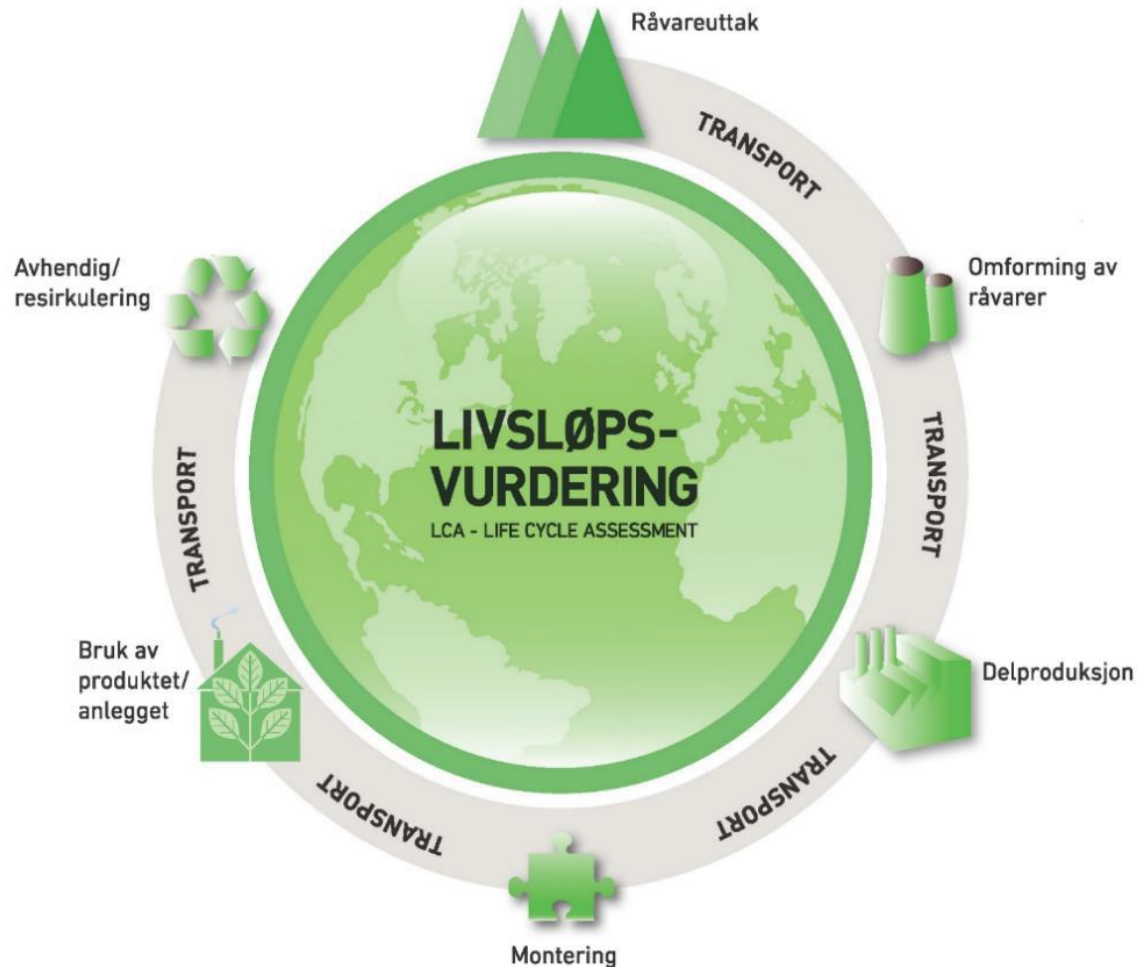 Råvareuttak
TRANSPORT
Omforming av
råvarer
TRANSPORT
Delproduksjon
TRANSPORT
Montering
TRANSPORT
Bruk av
produktet/
anlegget
TRANSPORT
Avhendig/
resirkulering
LIVSLØPS-
VURDERING
LCA - LIFE CYCLE ASSESSMENT